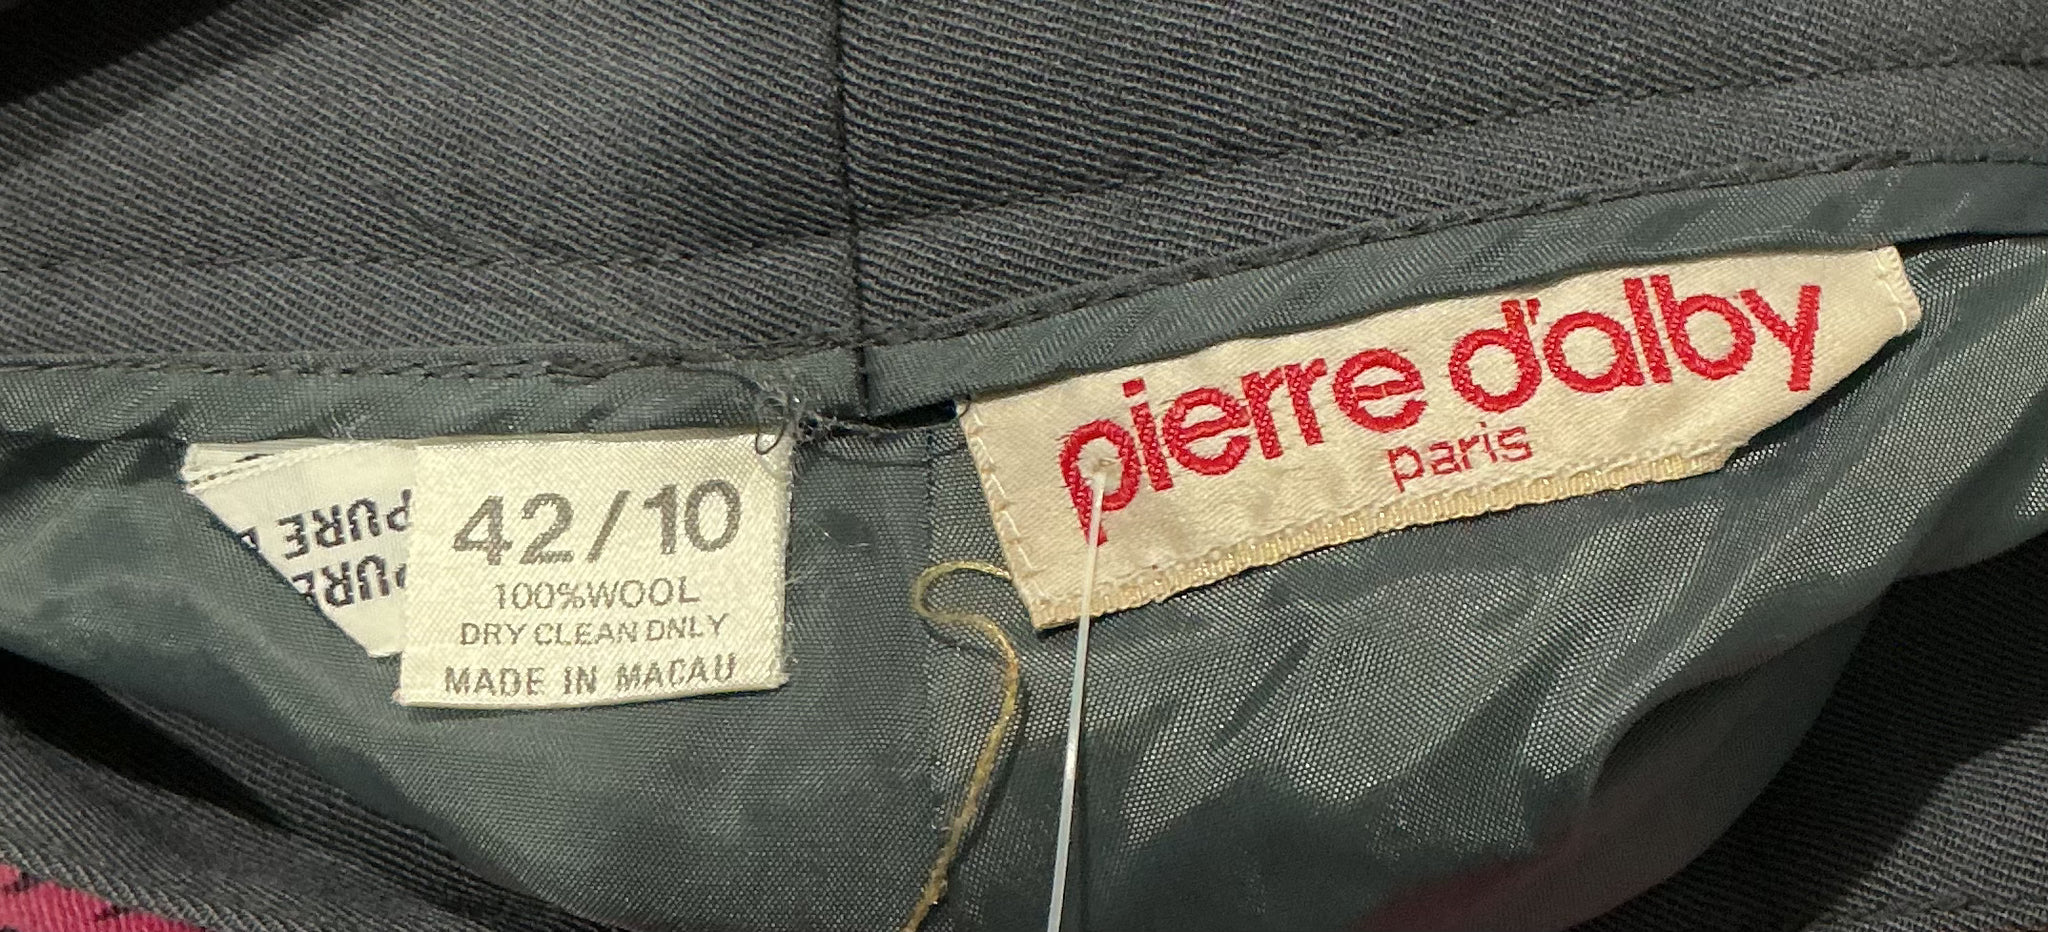 PURE
PURE
42/10
100%WOOL
DRY CLEAN DNLY
MADE IN MACAU
pierre d'alby
paris